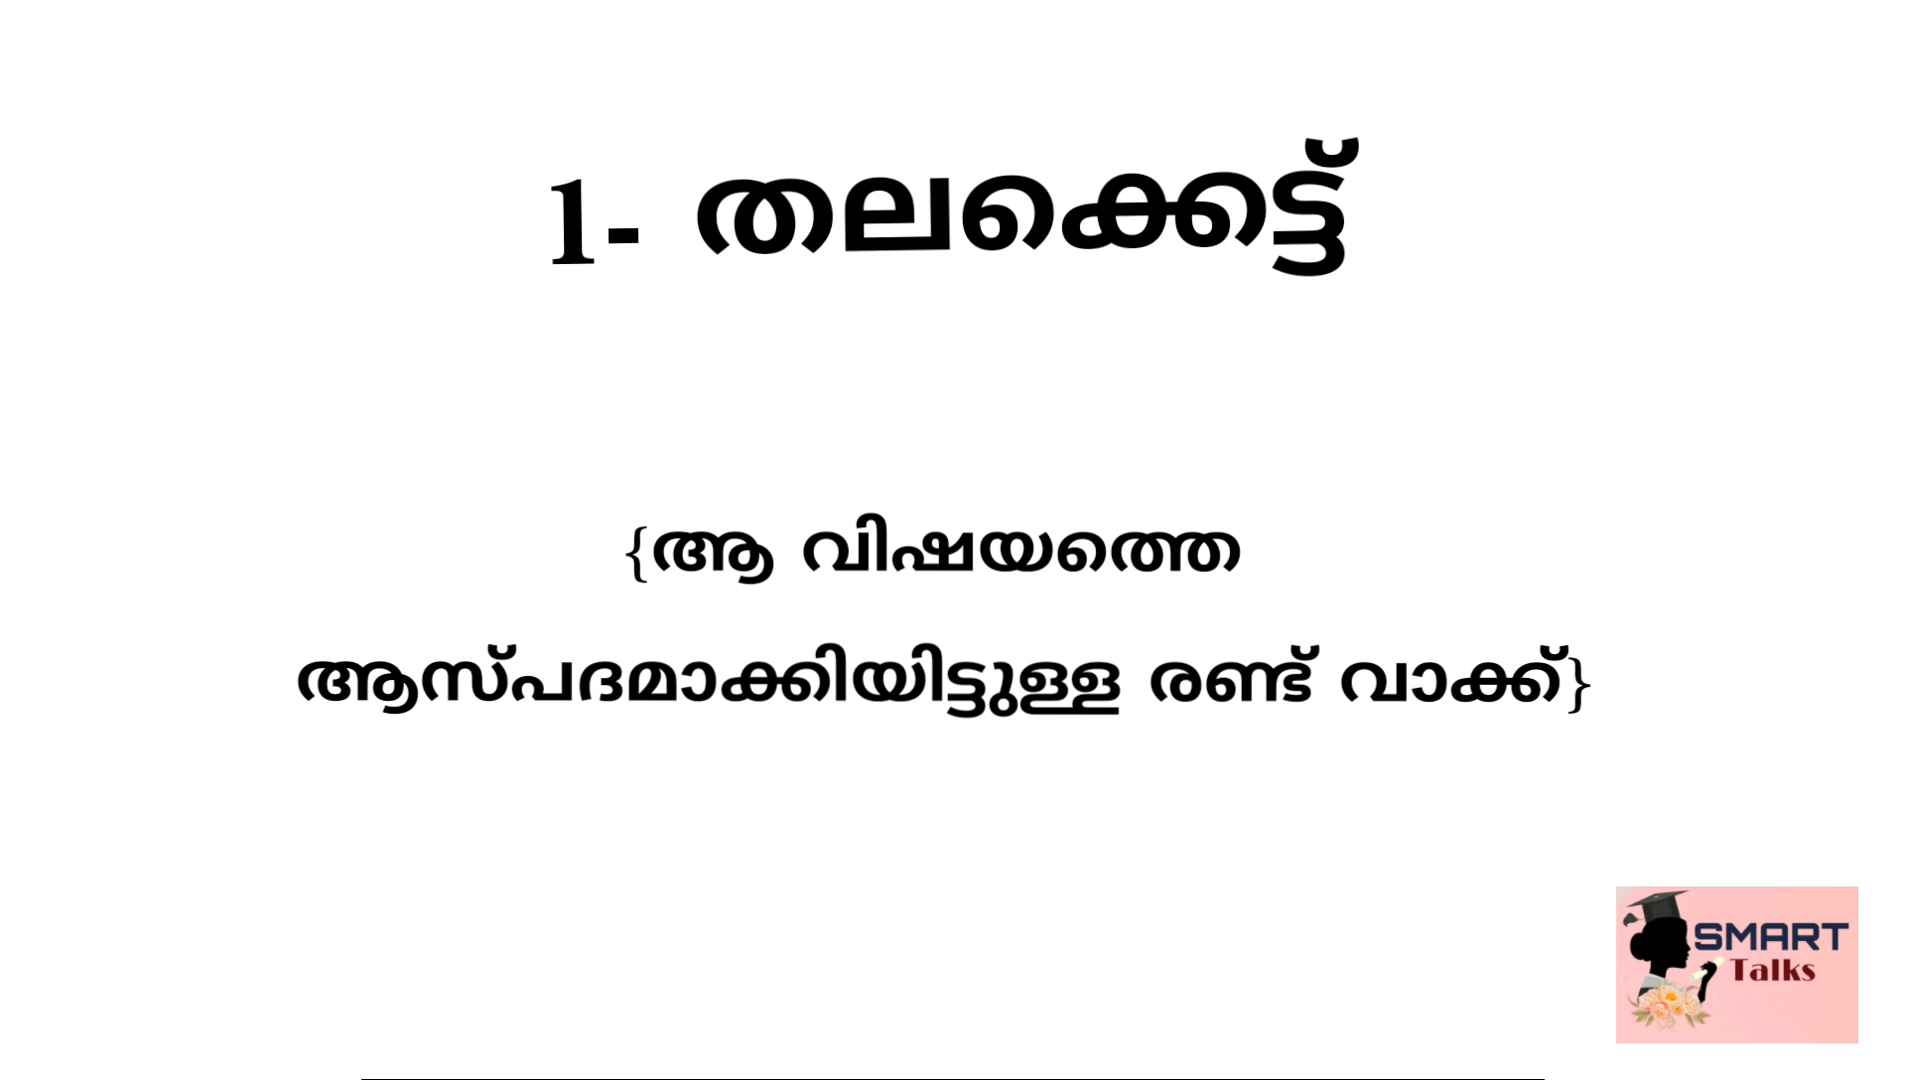 1- തലക്കെട്ട്
{ആ വിഷയത്തെ
ആസ്പദമാക്കിയിട്ടുള്ള രണ്ട് വാക്ക്}
SMART
Talks